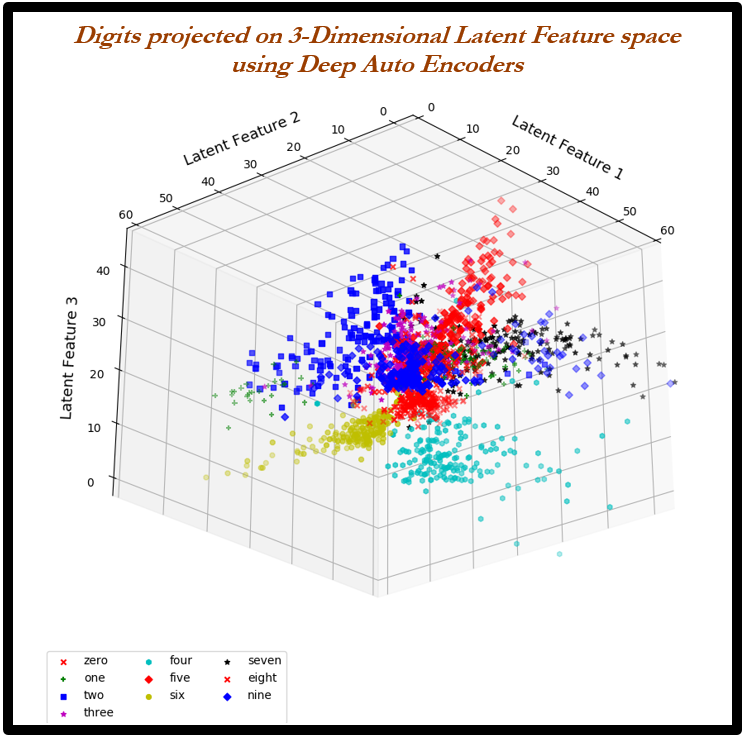 Digits projected on 3-Dimensional Latent Feature space
using Deep Auto Encoders
Latent Feature 2
Latent Feature 1
0 10 20 30 40 50 60
0 10 20 30 40 50 60
Latent Feature 3
40
30
20
10
0
zero four seven
one five eight
two six nine
three